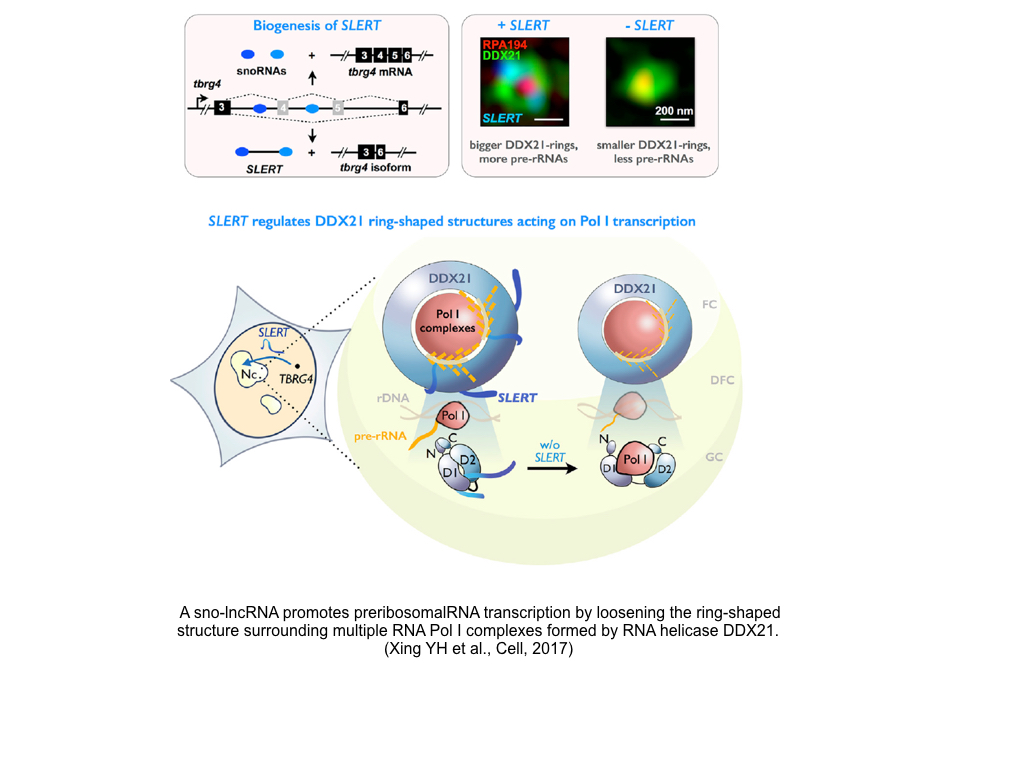 Biogenesis of SLERT
snoRNAs
+
3 4 5 6
tbrg4 mRNA
tbrg4
3
4
5
6
SLERT
+
3 6
tbrg4 isoform
+ SLERT
- SLERT
RPA194
DDX21
SLERT
200 nm
bigger DDX21-rings,
more pre-rRNAs
smaller DDX21-rings,
less pre-rRNAs
SLERT regulates DDX21 ring-shaped structures acting on Pol I transcription
SLERT
Nc.
TBRG4
DDX21
Pol I
complexes
DDX21
FC
DFC
GC
rDNA
SLERT
Pol I
pre-rRNA
N
C
D1
D2
w/o
SLERT
N
C
D1
Pol I
D2
A sno-lncRNA promotes preribosomalRNA transcription by loosening the ring-shaped
structure surrounding multiple RNA Pol I complexes formed by RNA helicase DDX21.
(Xing YH et al., Cell, 2017)